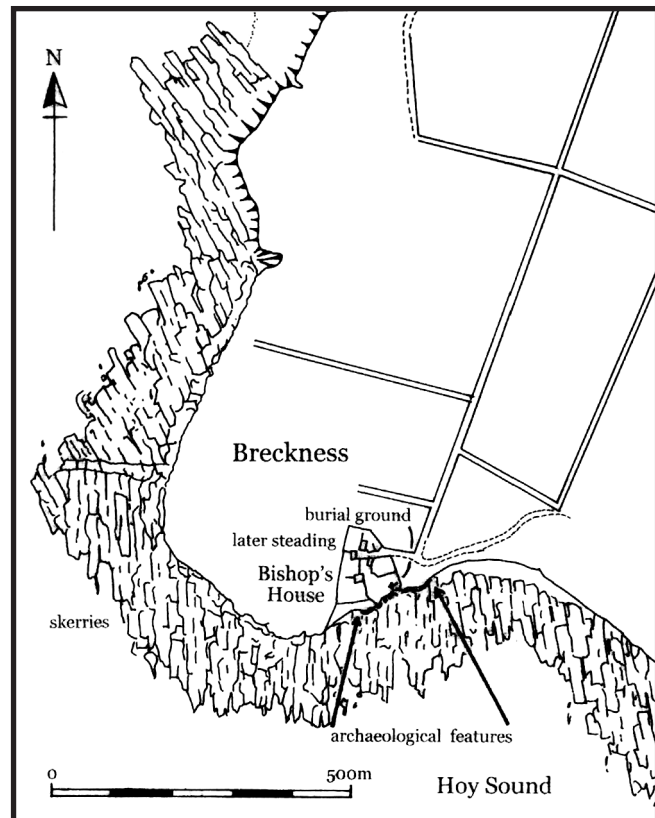 N
Breckness
burial ground
later steading
Bishop's
House
skerries
archaeological features
0
500m
Hoy Sound